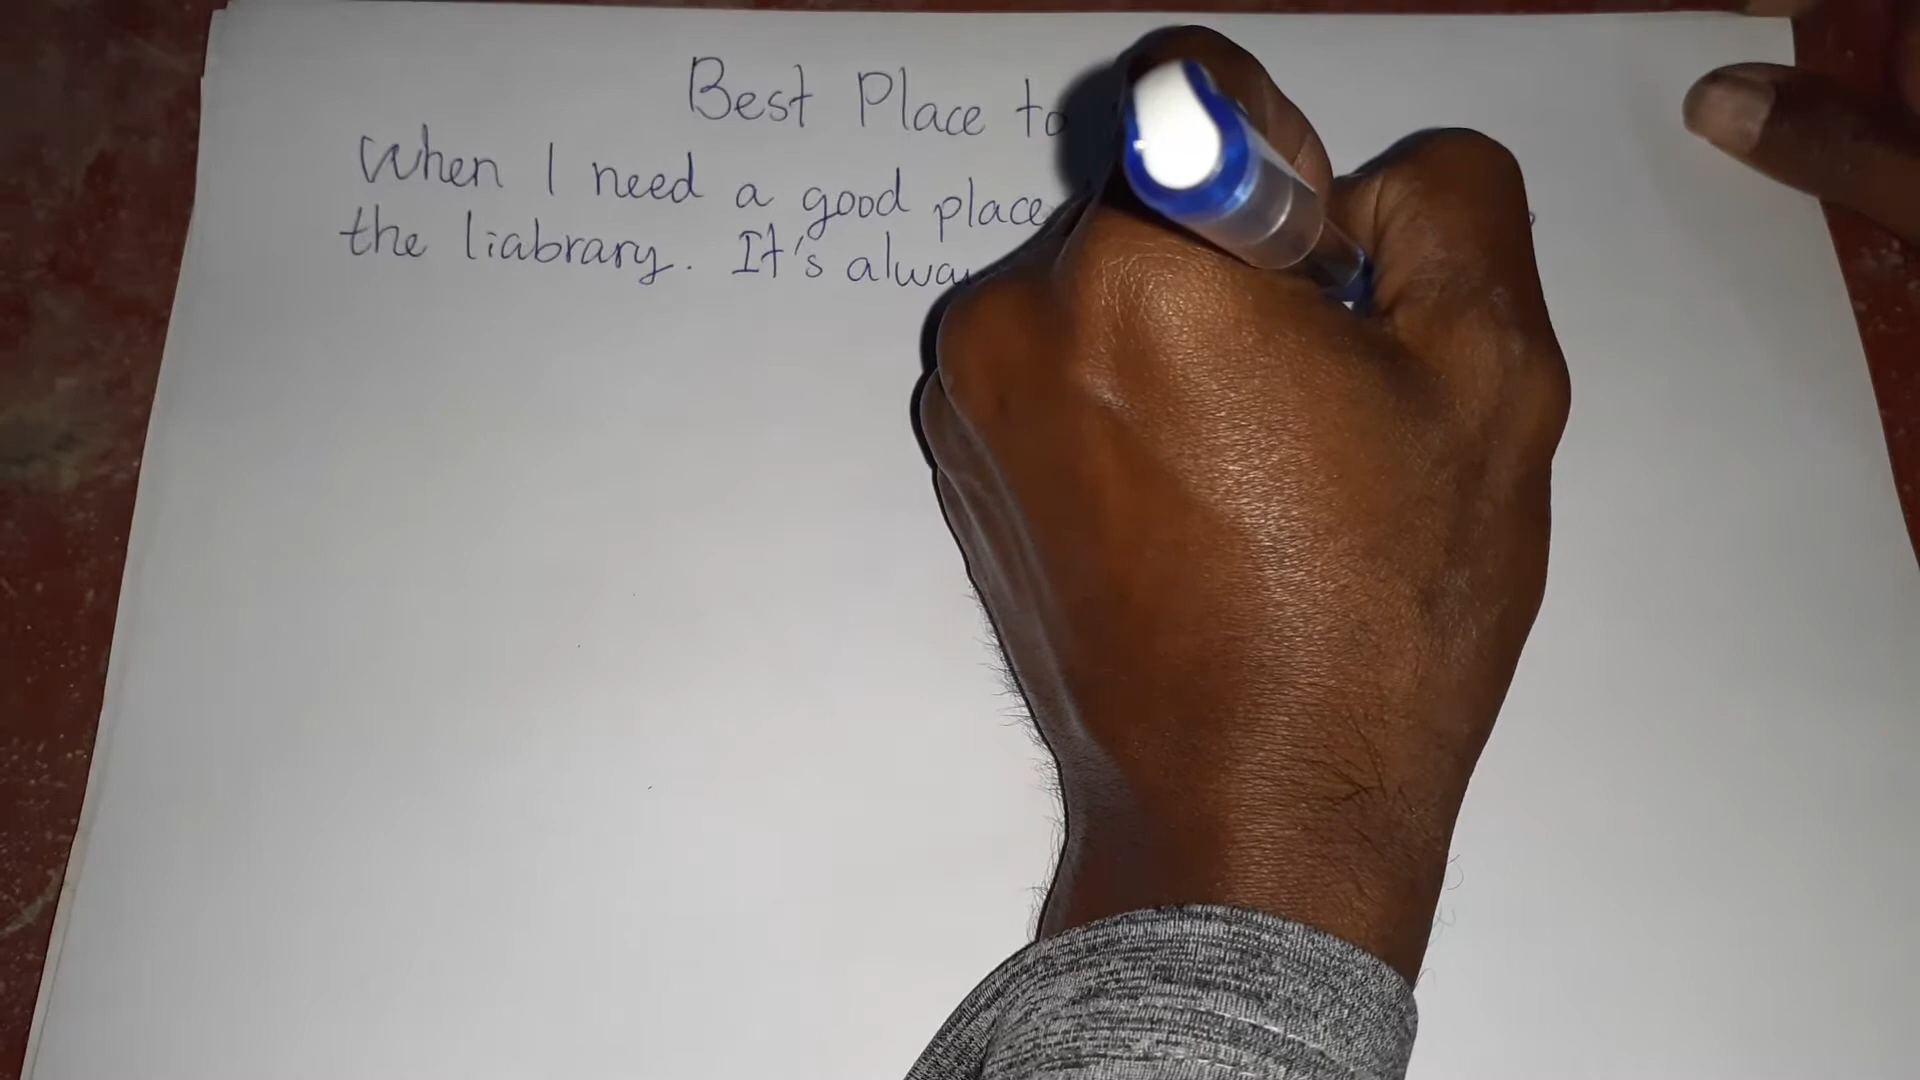 Best Place to
When I need a good place
the liabrary. It's